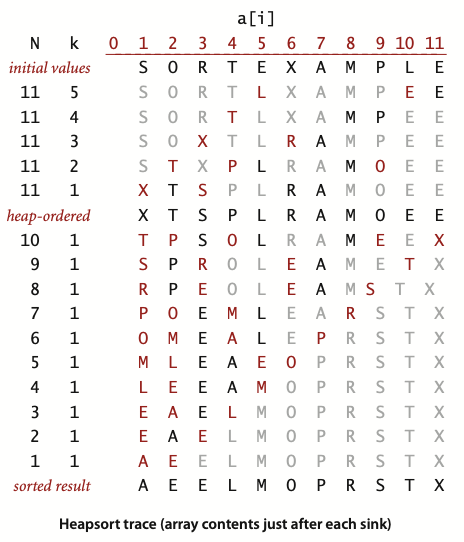 a[i]
N k 0 1 2 3 4 5 6 7 8 9 10 11
initial values S O R T E X A M P L E
11 5 S O R T L X A M P E E
11 4 S O R T L X A M P E E
11 3 S O X T L R A M P E E
11 2 S T X P L R A M O E E
11 1 X T S P L R A M O E E
heap-ordered X T S P L R A M O E E
10 1 T P S O L R A M E E X
9 1 S P R O L E A M E T X
8 1 R P E O L E A M S T X
7 1 P O E M L E A R S T X
6 1 O M E A L E P R S T X
5 1 M L E A E O P R S T X
4 1 L E E A M O P R S T X
3 1 E A E L M O P R S T X
2 1 E A E L M O P R S T X
1 1 A E E L M O P R S T X
sorted result A E E L M O P R S T X
Heapsort trace (array contents just after each sink)